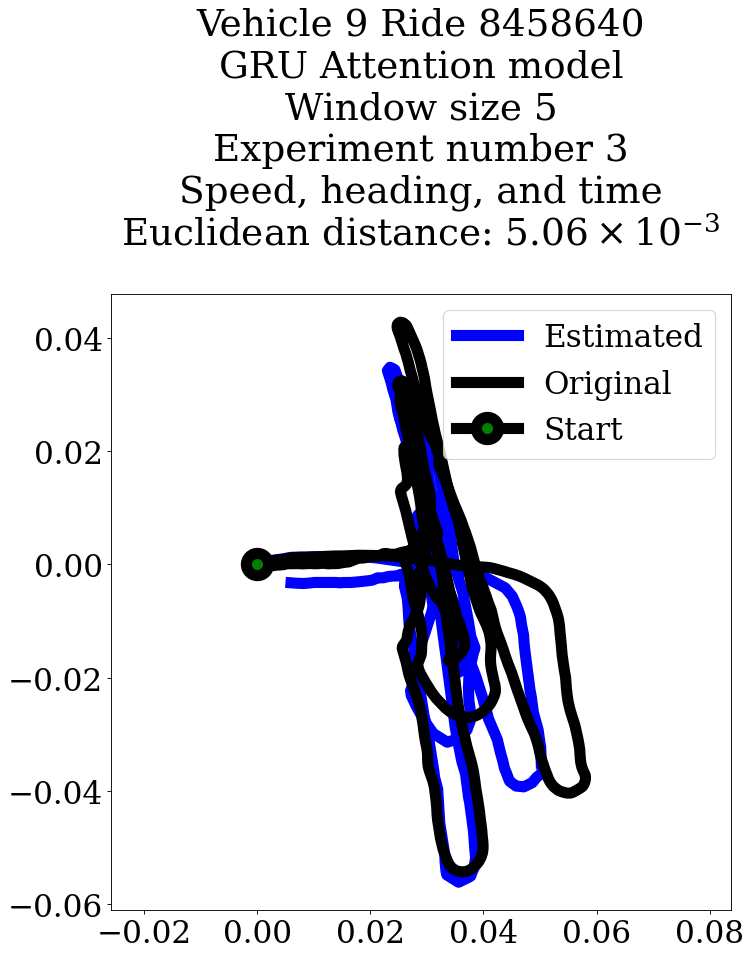 Vehicle 9 Ride 8458640
GRU Attention model
Window size 5
Experiment number 3
Speed, heading, and time
Euclidean distance: 5.06 × 10⁻³
Estimated
Original
Start
0.04
0.02
0.00
−0.02
−0.04
−0.06
−0.02 0.00 0.02 0.04 0.06 0.08